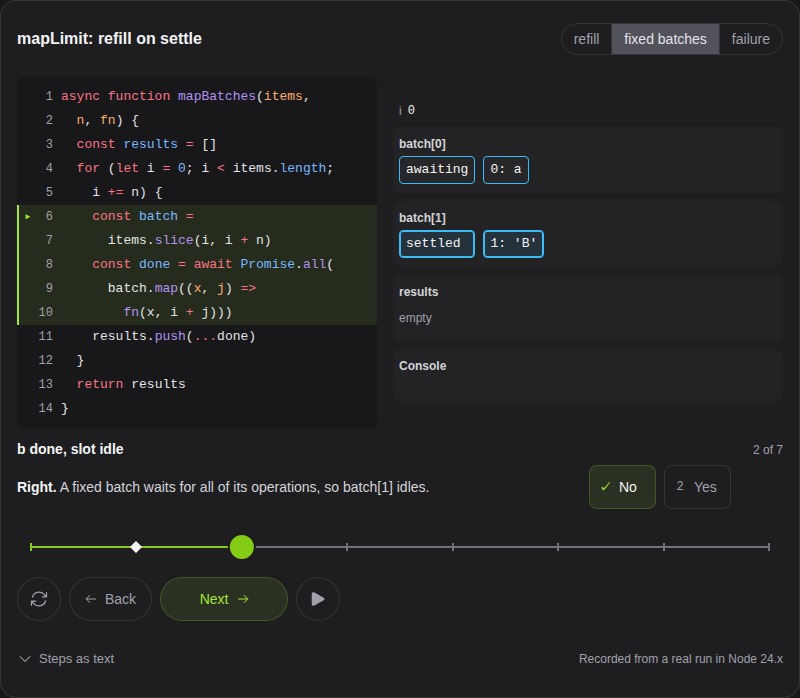 mapLimit: refill on settle
refill
fixed batches
failure
1 async function mapBatches(items,
2   n, fn) {
3   const results = []
4   for (let i = 0; i < items.length;
5     i += n) {
▸ 6     const batch =
7       items.slice(i, i + n)
8     const done = await Promise.all(
9       batch.map((x, j) =>
10         fn(x, i + j)))
11     results.push(...done)
12   }
13   return results
14 }
i 0
batch[0]
awaiting 0: a
batch[1]
settled 1: 'B'
results
empty
Console
b done, slot idle
2 of 7
Right. A fixed batch waits for all of its operations, so batch[1] idles.
✓ No
2 Yes
← Back
Next →
Steps as text
Recorded from a real run in Node 24.x